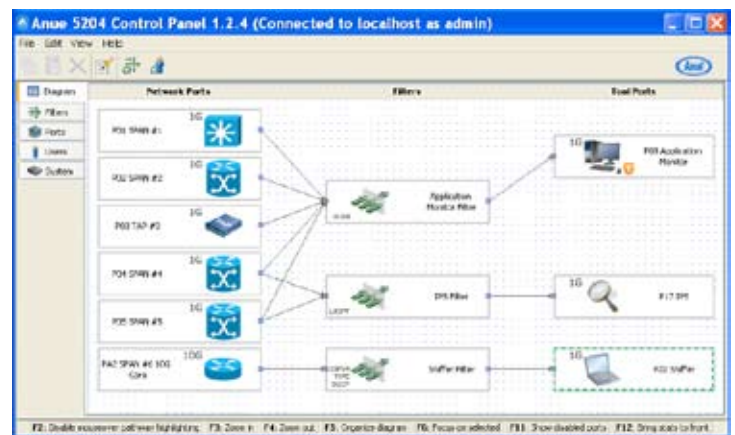 Anue 5204 Control Panel 1.2.4 (Connected to localhost as admin)
File Edit View Help
Anue
Diagram
Filters
Ports
Users
System
Network Ports
Filters
Tool Ports
P01 SPAN #1
1G
P02 SPAN #2
1G
P03 TAP #3
1G
P04 SPAN #4
1G
P05 SPAN #5
1G
PA2 SPAN #6 10G
Core
10G
Application
Monitor Filter
IPS Filter
Sniffer Filter
1G
Application
Monitor
1G
P17 IPS
1G
Sniffer
F2: Disable mouseover pathway highlighting F3: Zoom in F4: Zoom out F5: Organize diagram F6: Focus on selected F11: Show disabled ports F12: Bring stats to front